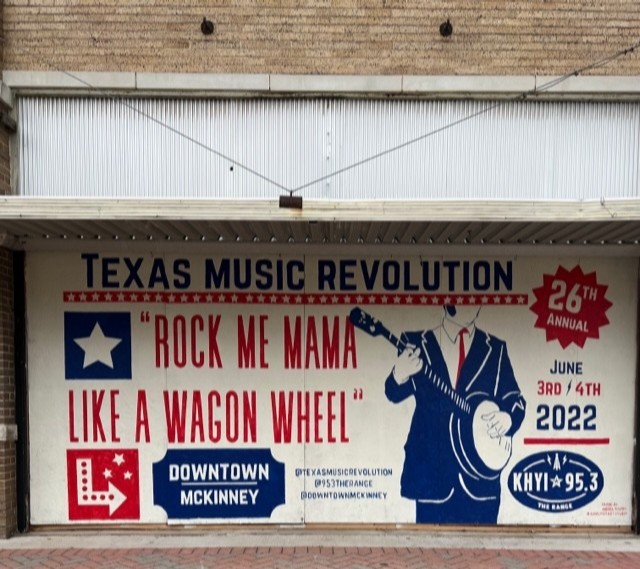 TEXAS MUSIC REVOLUTION
26TH
ANNUAL
"ROCK ME MAMA
LIKE A WAGON WHEEL"
JUNE
3RD 4TH
2022
DOWNTOWN
MCKINNEY
@TEXASMUSICREVOLUTION
@953THERANGE
@DOWNTOWNMCKINNEY
KHYI 95.3
THE RANGE